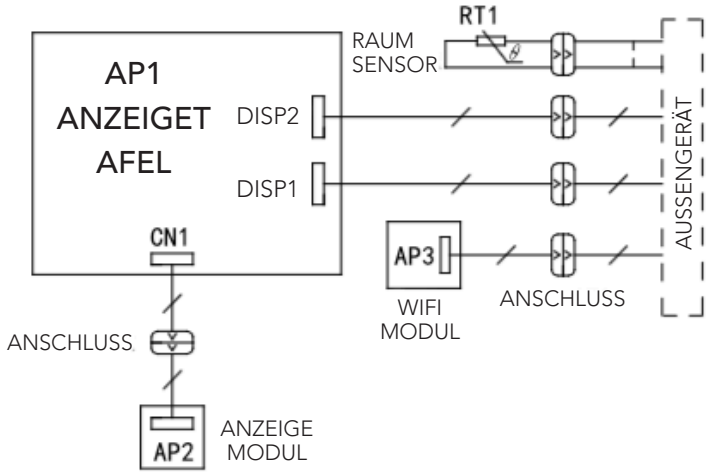 RT1
RAUM
SENSOR
θ
AP1
ANZEIGET
AFEL
DISP2
DISP1
CN1
AUSSENGERÄT
AP3
WIFI
MODUL
ANSCHLUSS
ANSCHLUSS
AP2
ANZEIGE
MODUL